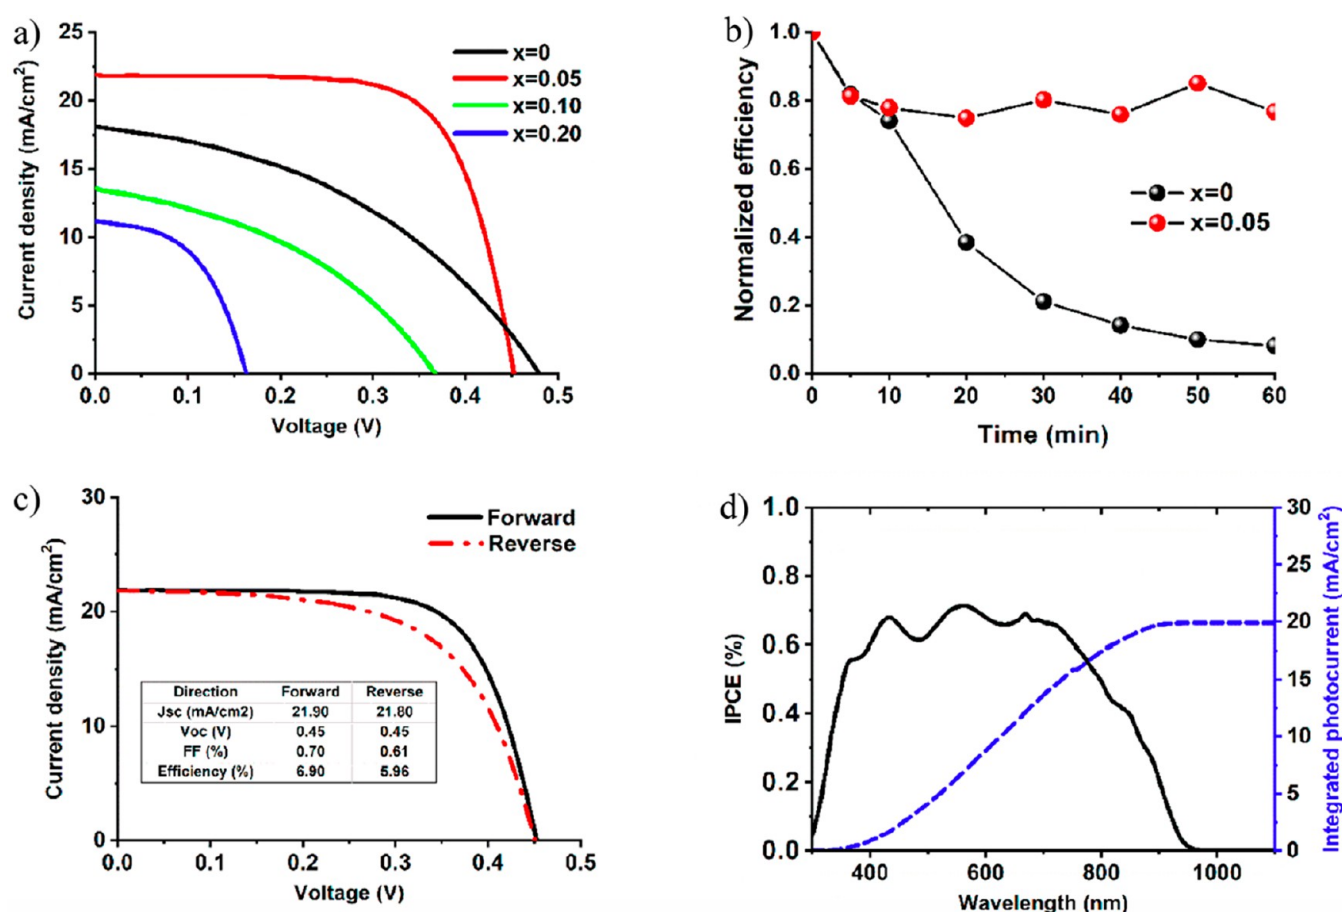 a)
25
20
15
10
5
0
Current density (mA/cm²)
x=0
x=0.05
x=0.10
x=0.20
0.0 0.1 0.2 0.3 0.4 0.5
Voltage (V)
b)
1.0
0.8
0.6
0.4
0.2
0.0
Normalized efficiency
x=0
x=0.05
0 10 20 30 40 50 60
Time (min)
c)
30
20
10
0
Current density (mA/cm²)
Forward
Reverse
Direction Forward Reverse
Jsc (mA/cm2) 21.90 21.80
Voc (V) 0.45 0.45
FF (%) 0.70 0.61
Efficiency (%) 6.90 5.96
0.0 0.1 0.2 0.3 0.4 0.5
Voltage (V)
d)
1.0
0.8
0.6
0.4
0.2
0.0
IPCE (%)
30
25
20
15
10
5
0
Integrated photocurrent (mA/cm²)
400 600 800 1000
Wavelength (nm)